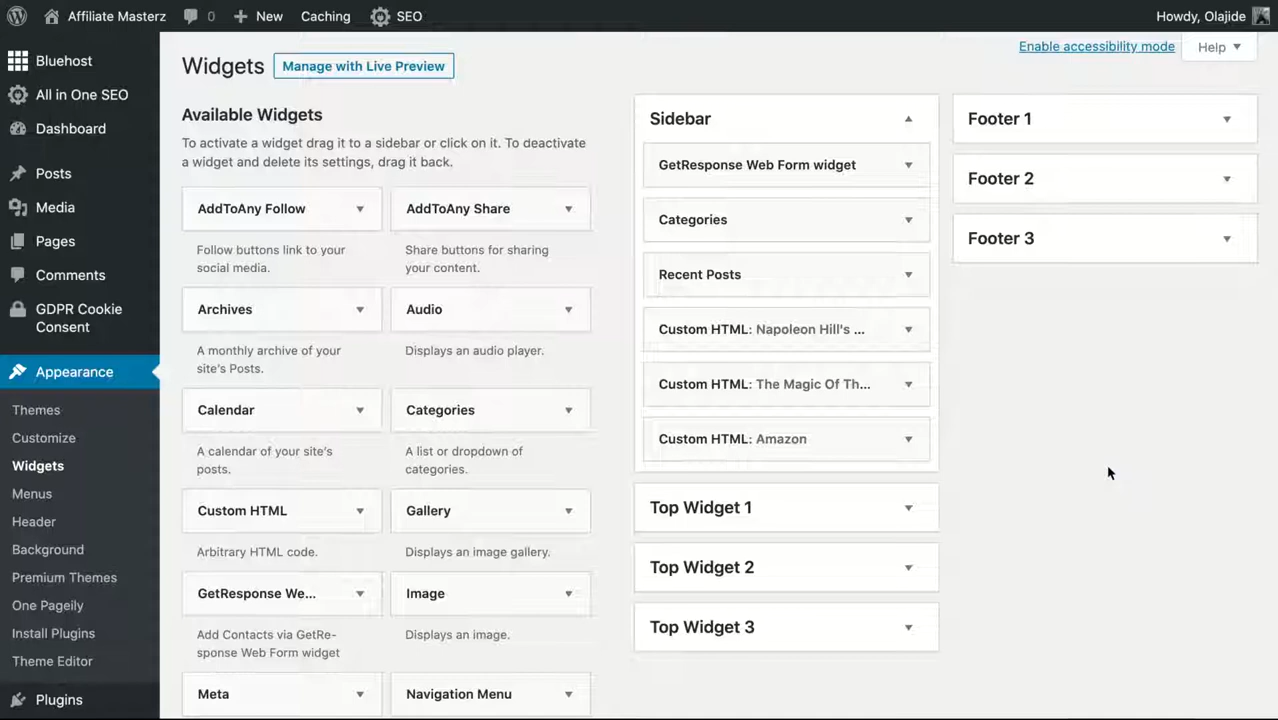 Affiliate Masterz
0
New
Caching
SEO
Howdy, Olajide
Bluehost
All in One SEO
Dashboard
Posts
Media
Pages
Comments
GDPR Cookie
Consent
Appearance
Themes
Customize
Widgets
Menus
Header
Background
Premium Themes
One Pageily
Install Plugins
Theme Editor
Plugins
Enable accessibility mode
Help
Widgets
Manage with Live Preview
Available Widgets
To activate a widget drag it to a sidebar or click on it. To deactivate
a widget and delete its settings, drag it back.
AddToAny Follow
Follow buttons link to your
social media.
AddToAny Share
Share buttons for sharing
your content.
Archives
A monthly archive of your
site's Posts.
Audio
Displays an audio player.
Calendar
A calendar of your site's
posts.
Categories
A list or dropdown of
categories.
Custom HTML
Arbitrary HTML code.
Gallery
Displays an image gallery.
GetResponse We...
Add Contacts via GetRe-
sponse Web Form widget
Image
Displays an image.
Meta
Navigation Menu
Sidebar
GetResponse Web Form widget
Categories
Recent Posts
Custom HTML: Napoleon Hill's ...
Custom HTML: The Magic Of Th...
Custom HTML: Amazon
Top Widget 1
Top Widget 2
Top Widget 3
Footer 1
Footer 2
Footer 3